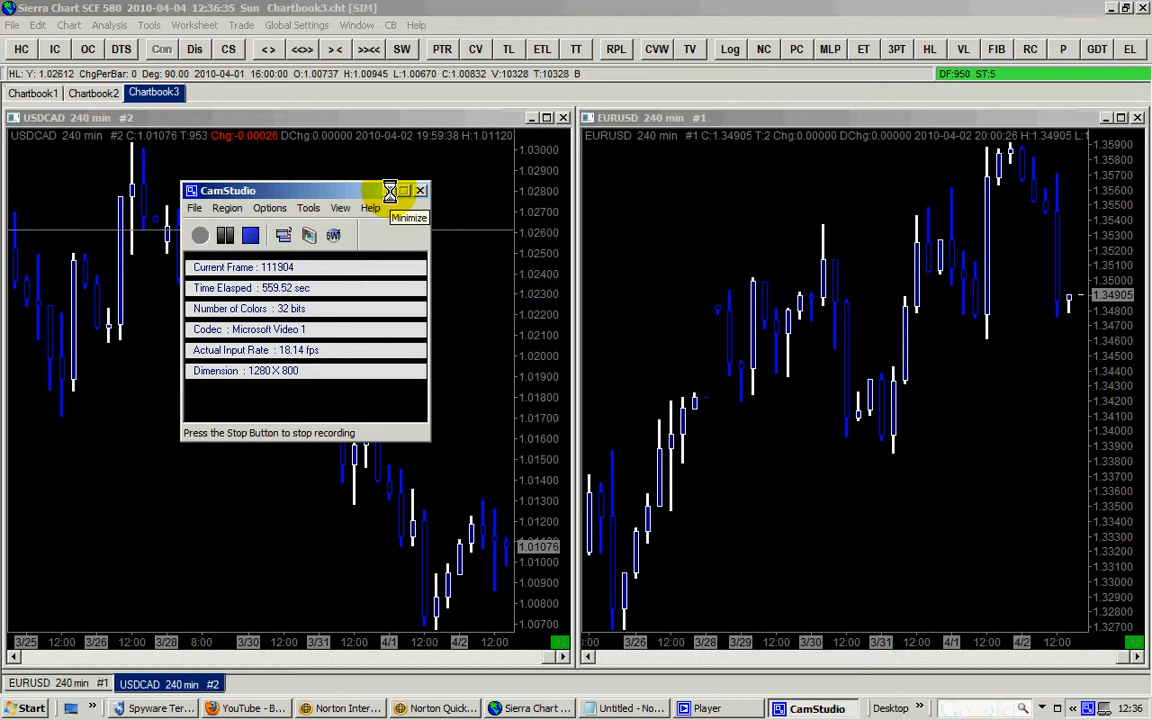 Sierra Chart SCF 580 2010-04-04 12:36:35 Sun Chartbook3.cht [SIM]
File Edit Chart Analysis Tools Worksheet Trade Global Settings Window CB Help
HC IC OC DTS Con Dis CS < > <<>> > < >><< SW PTR CV TL ETL TT RPL CVW TV Log NC PC MLP ET 3PT HL VL FIB RC P GDT EL
HL: Y: 1.02612 ChgPerBar: 0 Deg: 90.00 2010-04-01 16:00:00 O:1.00737 H:1.00945 L:1.00670 C:1.00832 V:10328 T:10328 B
DF:950 ST:5
Chartbook1 Chartbook2 Chartbook3
USDCAD 240 min #2
USDCAD 240 min #2 C:1.01076 T:953 Chg:-0.00026 DChg:0.00000 2010-04-02 19:59:38 H:1.01120
1.03000
1.02800
1.02700
1.02600
1.02500
1.02400
1.02300
1.02200
1.02100
1.02000
1.01900
1.01800
1.01700
1.01600
1.01500
1.01400
1.01300
1.01200
1.01076
1.01000
1.00900
1.00800
1.00700
3/25 12:00 3/26 12:00 3/28 8:00 3/30 12:00 3/31 12:00 4/1 12:00 4/2 12:00
CamStudio
File Region Options Tools View Help
Minimize
SWF
Current Frame : 111904
Time Elasped : 559.52 sec
Number of Colors : 32 bits
Codec : Microsoft Video 1
Actual Input Rate : 18.14 fps
Dimension : 1280 X 800
Press the Stop Button to stop recording
EURUSD 240 min #1
EURUSD 240 min #1 C:1.34905 T:2 Chg:0.00000 DChg:0.00000 2010-04-02 20:00:26 H:1.34905 L:1
1.35900
1.35800
1.35700
1.35600
1.35500
1.35400
1.35300
1.35200
1.35100
1.35000
1.34905
1.34800
1.34700
1.34600
1.34500
1.34400
1.34300
1.34200
1.34100
1.34000
1.33900
1.33800
1.33700
1.33600
1.33500
1.33400
1.33300
1.33200
1.33100
1.33000
1.32900
1.32800
1.32700
:00 3/26 12:00 3/28 12:00 3/29 12:00 3/30 12:00 3/31 12:00 4/1 12:00 4/2 12:00
EURUSD 240 min #1 USDCAD 240 min #2
Start » Spyware Ter... YouTube - B... Norton Inter... Norton Quick... Sierra Chart ... Untitled - No... Player CamStudio Desktop » Google « 12:36